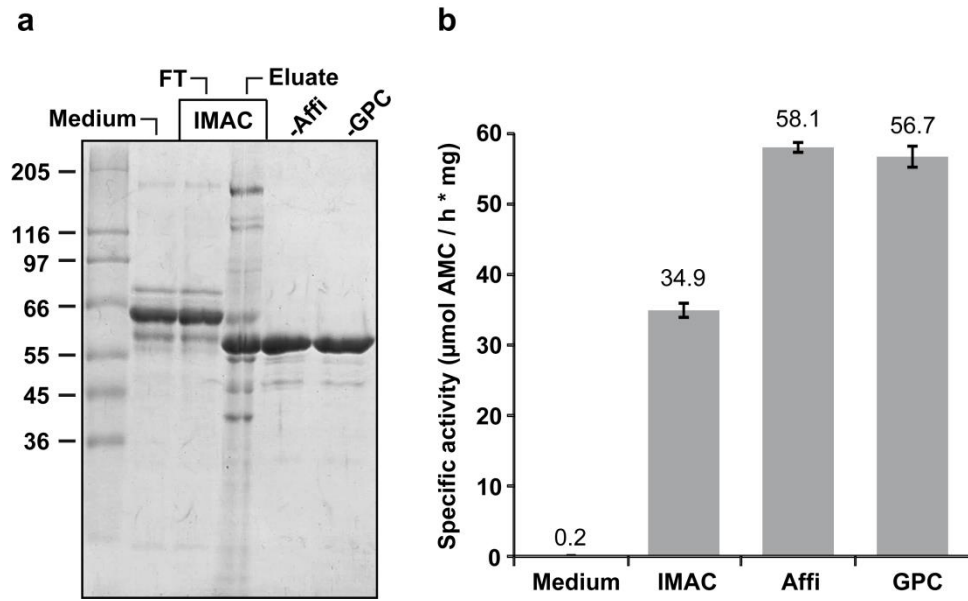 a
FT
Eluate
Medium
IMAC
-Affi
-GPC
205
116
97
66
55
45
36
b
Specific activity (µmol AMC / h * mg)
60
50
40
30
20
10
0
0.2
34.9
58.1
56.7
Medium IMAC Affi GPC